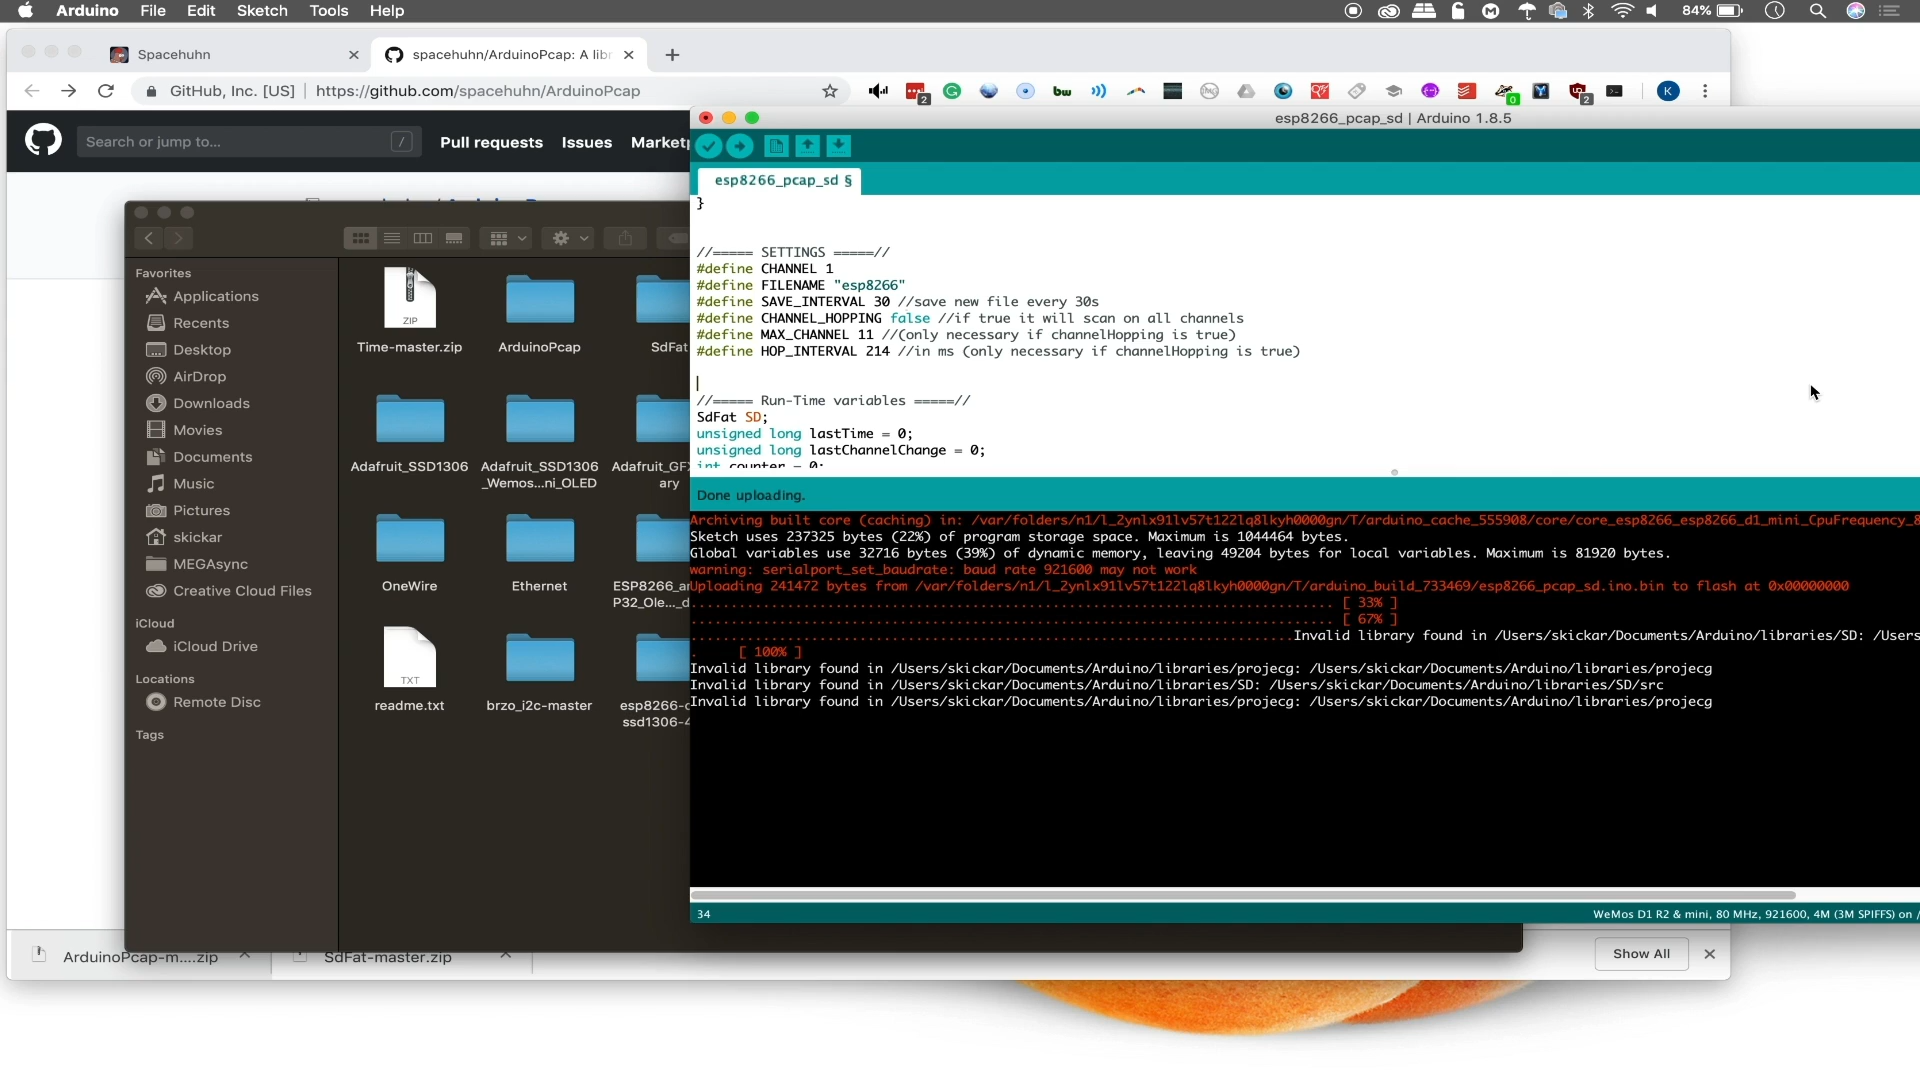 Arduino File Edit Sketch Tools Help
84%
Spacehuhn
spacehuhn/ArduinoPcap: A libr
GitHub, Inc. [US] | https://github.com/spacehuhn/ArduinoPcap
Search or jump to... /
Pull requests Issues Marketp
esp8266_pcap_sd | Arduino 1.8.5
esp8266_pcap_sd §
}
//===== SETTINGS =====//
#define CHANNEL 1
#define FILENAME "esp8266"
#define SAVE_INTERVAL 30 //save new file every 30s
#define CHANNEL_HOPPING false //if true it will scan on all channels
#define MAX_CHANNEL 11 //(only necessary if channelHopping is true)
#define HOP_INTERVAL 214 //in ms (only necessary if channelHopping is true)
//===== Run-Time variables =====//
SdFat SD;
unsigned long lastTime = 0;
unsigned long lastChannelChange = 0;
int counter = 0;
Done uploading.
Archiving built core (caching) in: /var/folders/n1/l_2ynlx91lv57t122lq8lkyh0000gn/T/arduino_cache_555908/core/core_esp8266_esp8266_d1_mini_CpuFrequency_8
Sketch uses 237325 bytes (22%) of program storage space. Maximum is 1044464 bytes.
Global variables use 32716 bytes (39%) of dynamic memory, leaving 49204 bytes for local variables. Maximum is 81920 bytes.
warning: serialport_set_baudrate: baud rate 921600 may not work
Uploading 241472 bytes from /var/folders/n1/l_2ynlx91lv57t122lq8lkyh0000gn/T/arduino_build_733469/esp8266_pcap_sd.ino.bin to flash at 0x00000000
................................................................................ [ 33% ]
................................................................................ [ 67% ]
...........................................................................Invalid library found in /Users/skickar/Documents/Arduino/libraries/SD: /Users
. [ 100% ]
Invalid library found in /Users/skickar/Documents/Arduino/libraries/projecg: /Users/skickar/Documents/Arduino/libraries/projecg
Invalid library found in /Users/skickar/Documents/Arduino/libraries/SD: /Users/skickar/Documents/Arduino/libraries/SD/src
Invalid library found in /Users/skickar/Documents/Arduino/libraries/projecg: /Users/skickar/Documents/Arduino/libraries/projecg
34
WeMos D1 R2 & mini, 80 MHz, 921600, 4M (3M SPIFFS) on /
Favorites
Applications
Recents
Desktop
AirDrop
Downloads
Movies
Documents
Music
Pictures
skickar
MEGAsync
Creative Cloud Files
iCloud
iCloud Drive
Locations
Remote Disc
Tags
ZIP
Time-master.zip
ArduinoPcap
SdFat
Adafruit_SSD1306
Adafruit_SSD1306
_Wemos...ni_OLED
Adafruit_GFX
ary
OneWire
Ethernet
ESP8266_an
P32_Ole..._d
TXT
readme.txt
brzo_i2c-master
esp8266-o
ssd1306-4
ArduinoPcap-m....zip
SdFat-master.zip
Show All